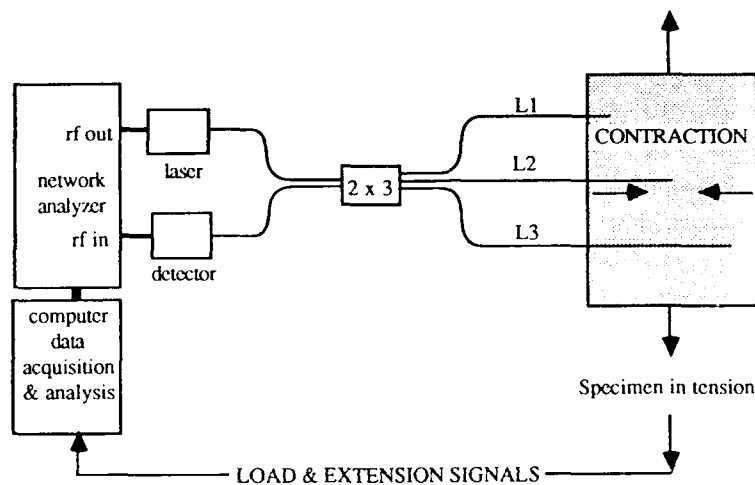 rf out
network
analyzer
rf in
laser
detector
computer
data
acquisition
& analysis
2 x 3
L1
L2
L3
CONTRACTION
Specimen in tension
LOAD & EXTENSION SIGNALS